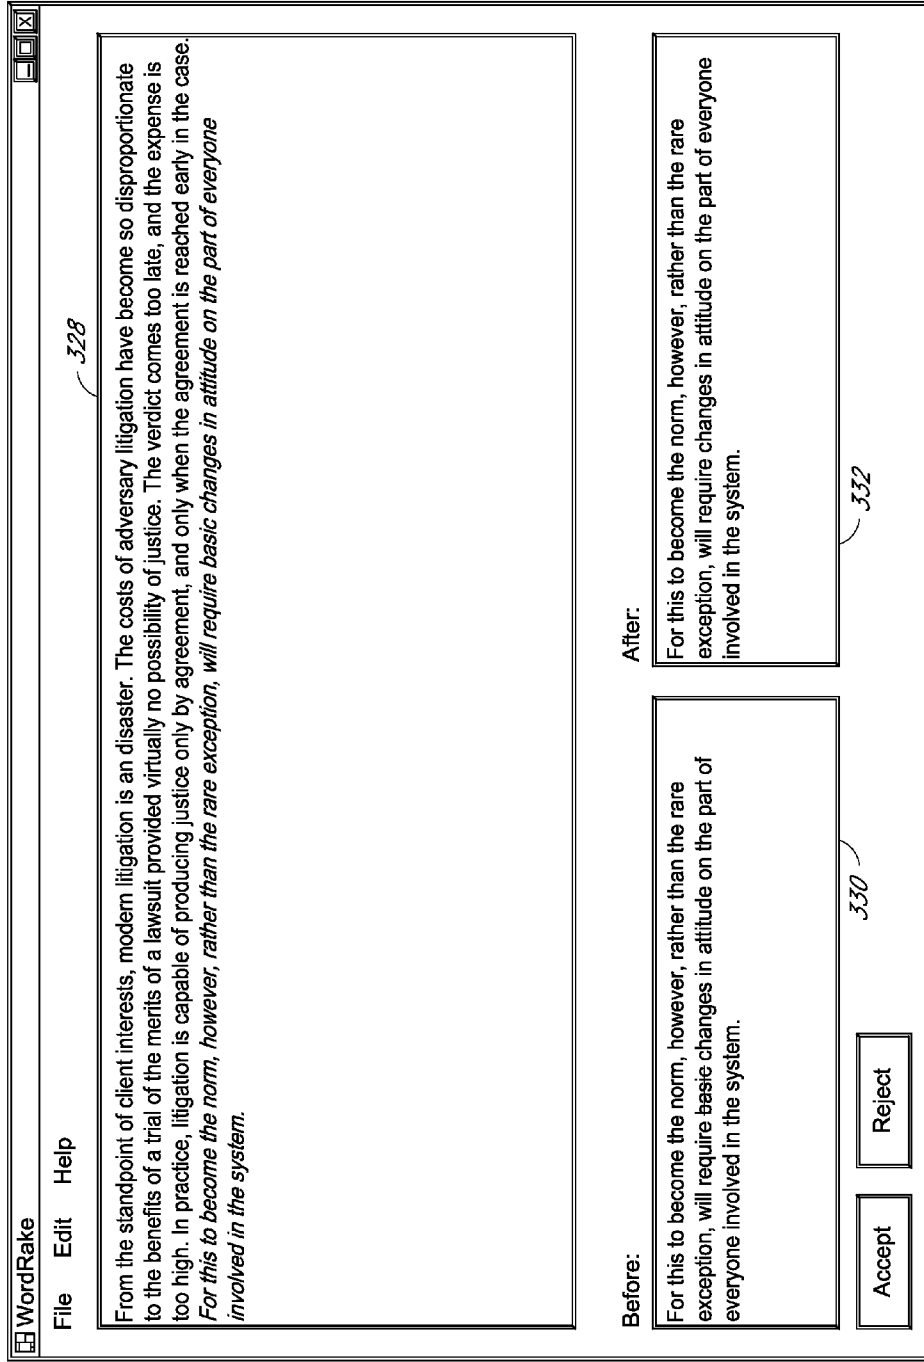 WordRake
File Edit Help
328
From the standpoint of client interests, modern litigation is an disaster. The costs of adversary litigation have become so disproportionate
to the benefits of a trial of the merits of a lawsuit provided virtually no possibility of justice. The verdict comes too late, and the expense is
too high. In practice, litigation is capable of producing justice only by agreement, and only when the agreement is reached early in the case.
For this to become the norm, however, rather than the rare exception, will require basic changes in attitude on the part of everyone
involved in the system.
Before:
For this to become the norm, however, rather than the rare
exception, will require basic changes in attitude on the part of
everyone involved in the system.
330
After:
For this to become the norm, however, rather than the rare
exception, will require changes in attitude on the part of everyone
involved in the system.
332
Accept
Reject